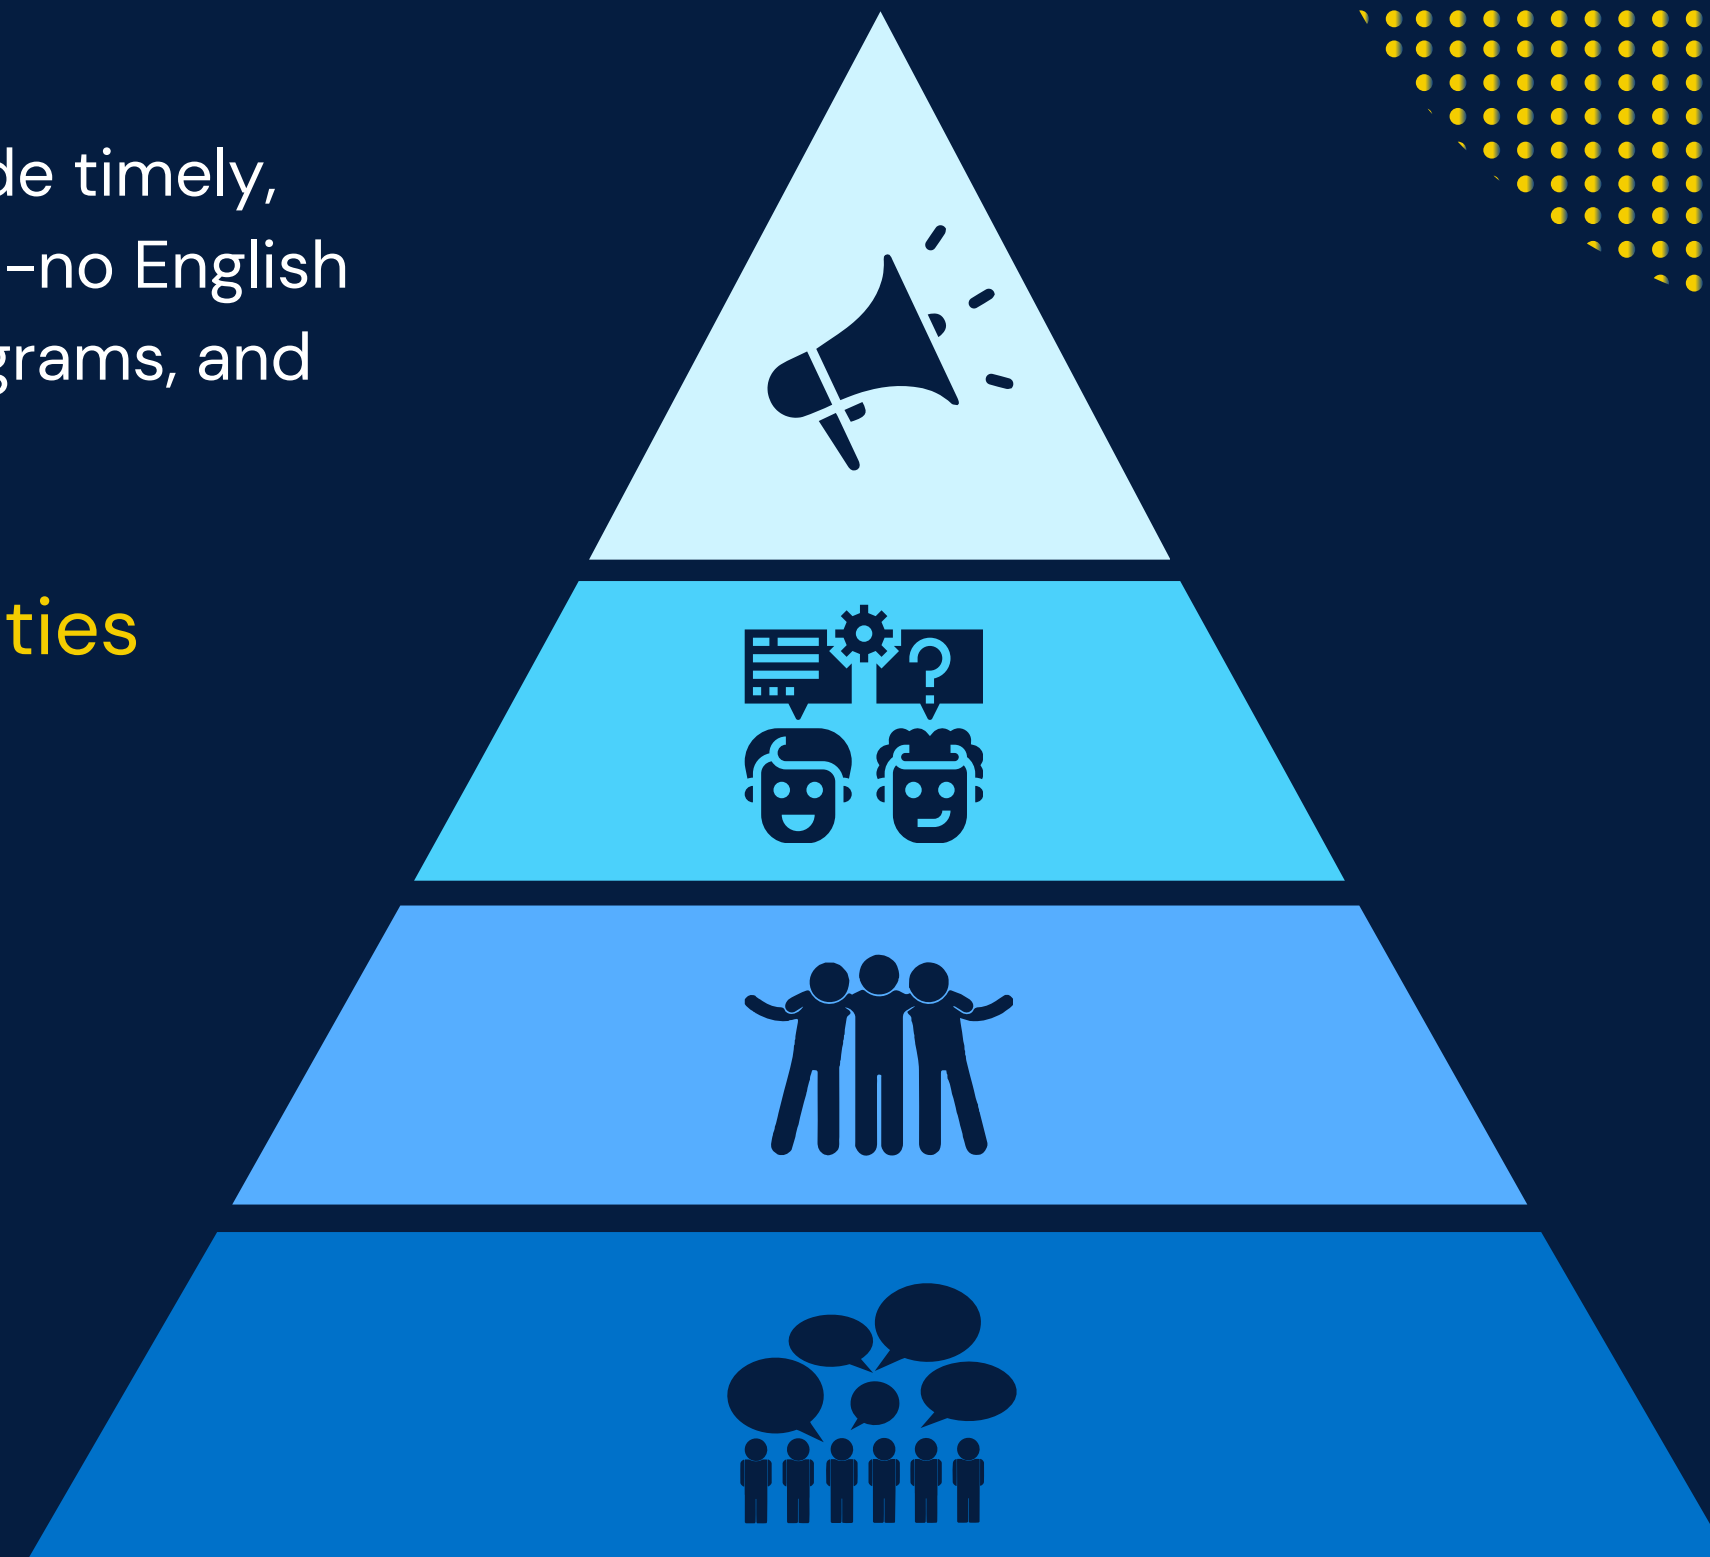 de timely,
-no English
grams, and
ties
?